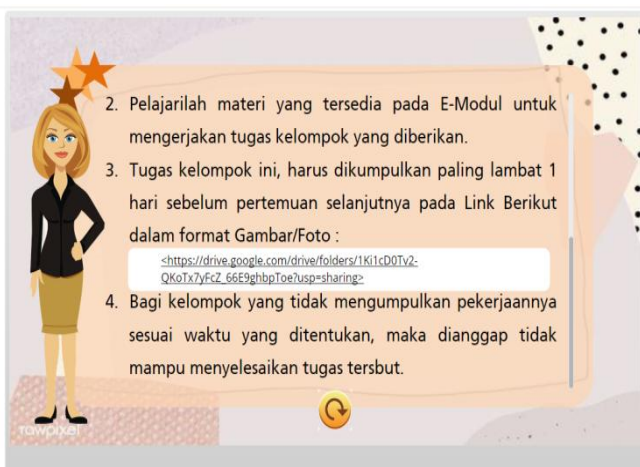 2. Pelajarilah materi yang tersedia pada E-Modul untuk
mengerjakan tugas kelompok yang diberikan.
3. Tugas kelompok ini, harus dikumpulkan paling lambat 1
hari sebelum pertemuan selanjutnya pada Link Berikut
dalam format Gambar/Foto :
<https://drive.google.com/drive/folders/1Ki1cD0Tv2-
QKoTx7yFcZ_66E9ghbpToe?usp=sharing>
4. Bagi kelompok yang tidak mengumpulkan pekerjaannya
sesuai waktu yang ditentukan, maka dianggap tidak
mampu menyelesaikan tugas tersbut.
rawpixel